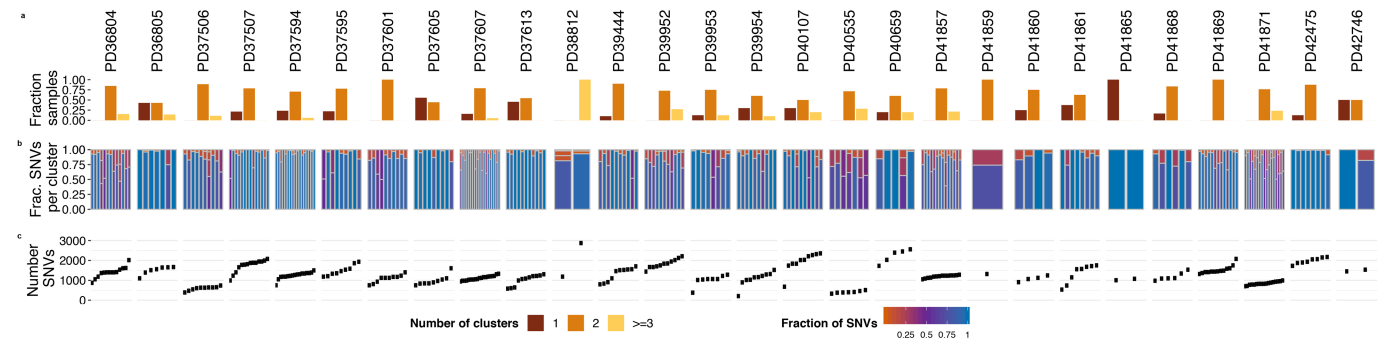 a
PD36804 PD36805 PD37506 PD37507 PD37594 PD37595 PD37601 PD37605 PD37607 PD37613 PD38812 PD39444 PD39952 PD39953 PD39954 PD40107 PD40535 PD40659 PD41857 PD41859 PD41860 PD41861 PD41865 PD41868 PD41869 PD41871 PD42475 PD42746
Fraction
samples
1.00
0.75
0.50
0.25
0.00
b
Frac. SNVs
per cluster
1.00
0.75
0.50
0.25
0.00
c
Number
SNVs
3000
2000
1000
0
Number of clusters 1 2 >=3
Fraction of SNVs
0.25 0.5 0.75 1